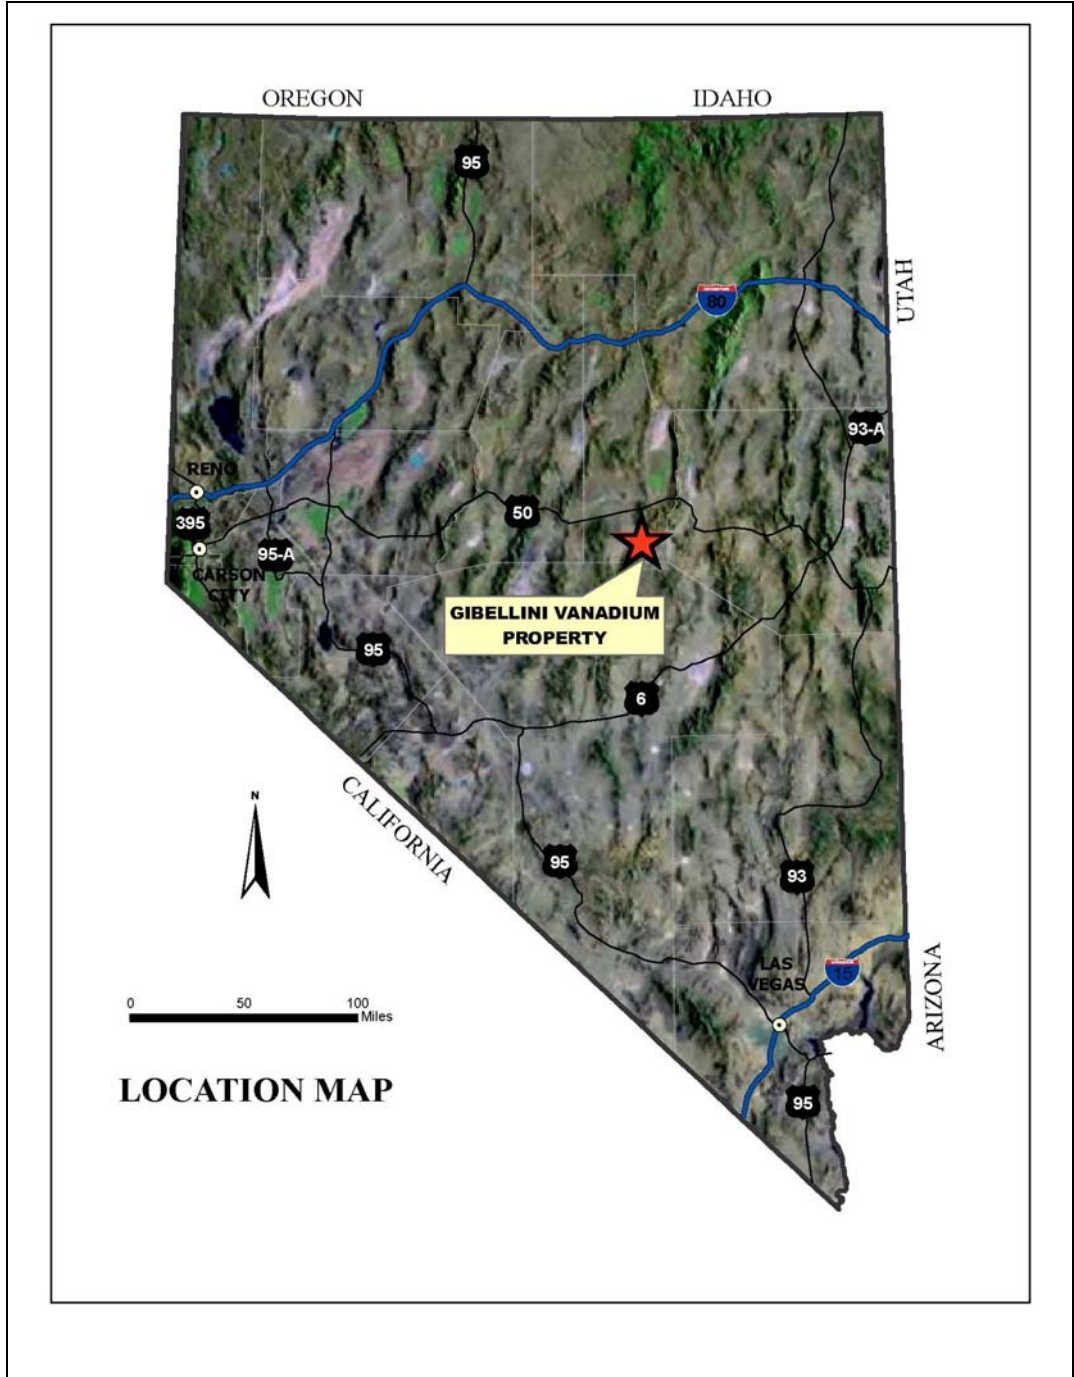 OREGON
IDAHO
95
UTAH
80
93-A
RENO
395
50
95-A
CARSON
CITY
GIBELLINI VANADIUM
PROPERTY
95
6
CALIFORNIA
N
95
93
LAS
VEGAS
15
ARIZONA
0 50 100
Miles
LOCATION MAP
95